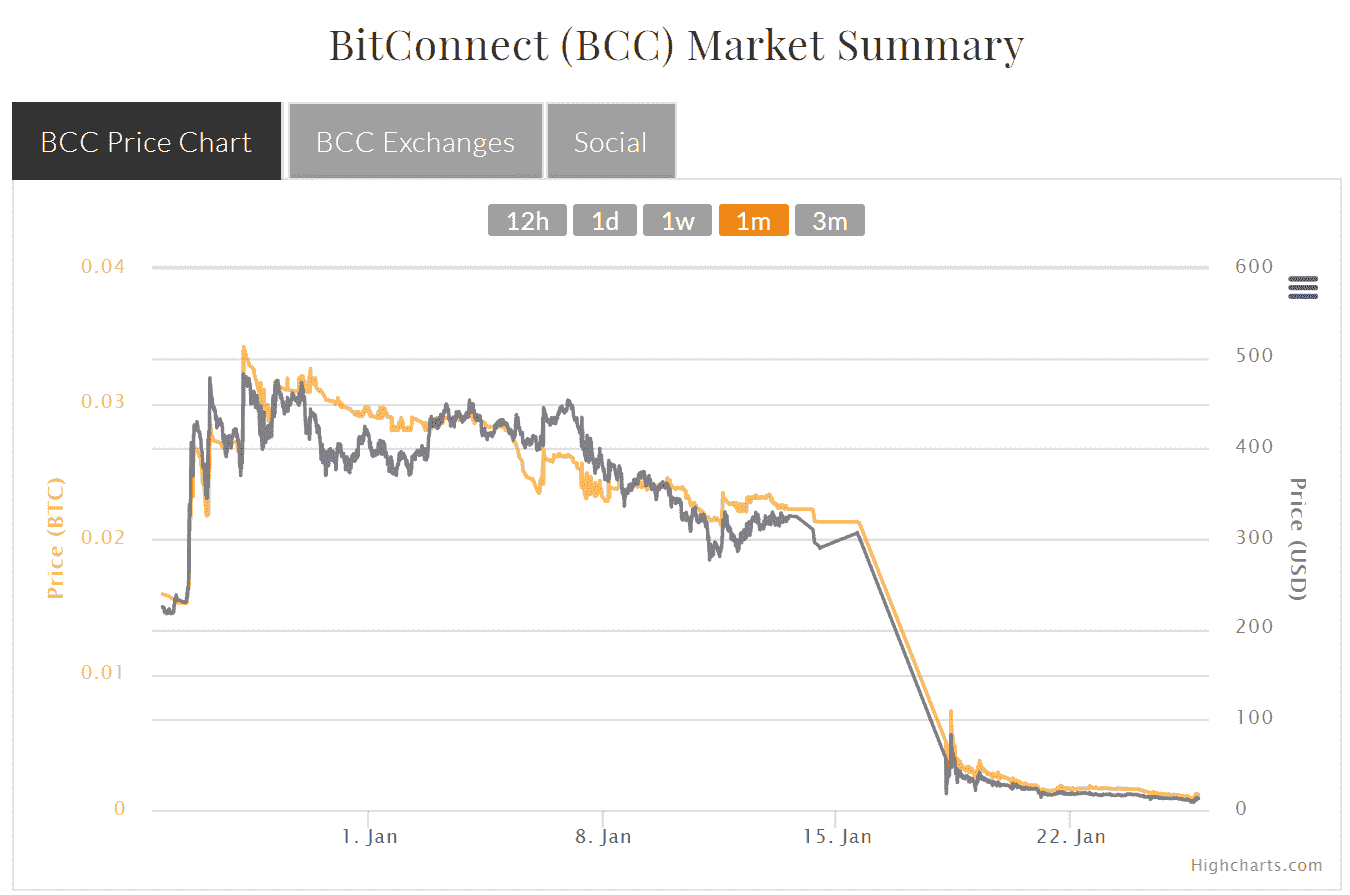 BitConnect (BCC) Market Summary
BCC Price Chart BCC Exchanges Social
12h 1d 1w 1m 3m
0.04 600
500
0.03
400
0.02 300
200
0.01
100
0 0
Price (BTC)
Price (USD)
1. Jan 8. Jan 15. Jan 22. Jan
Highcharts.com